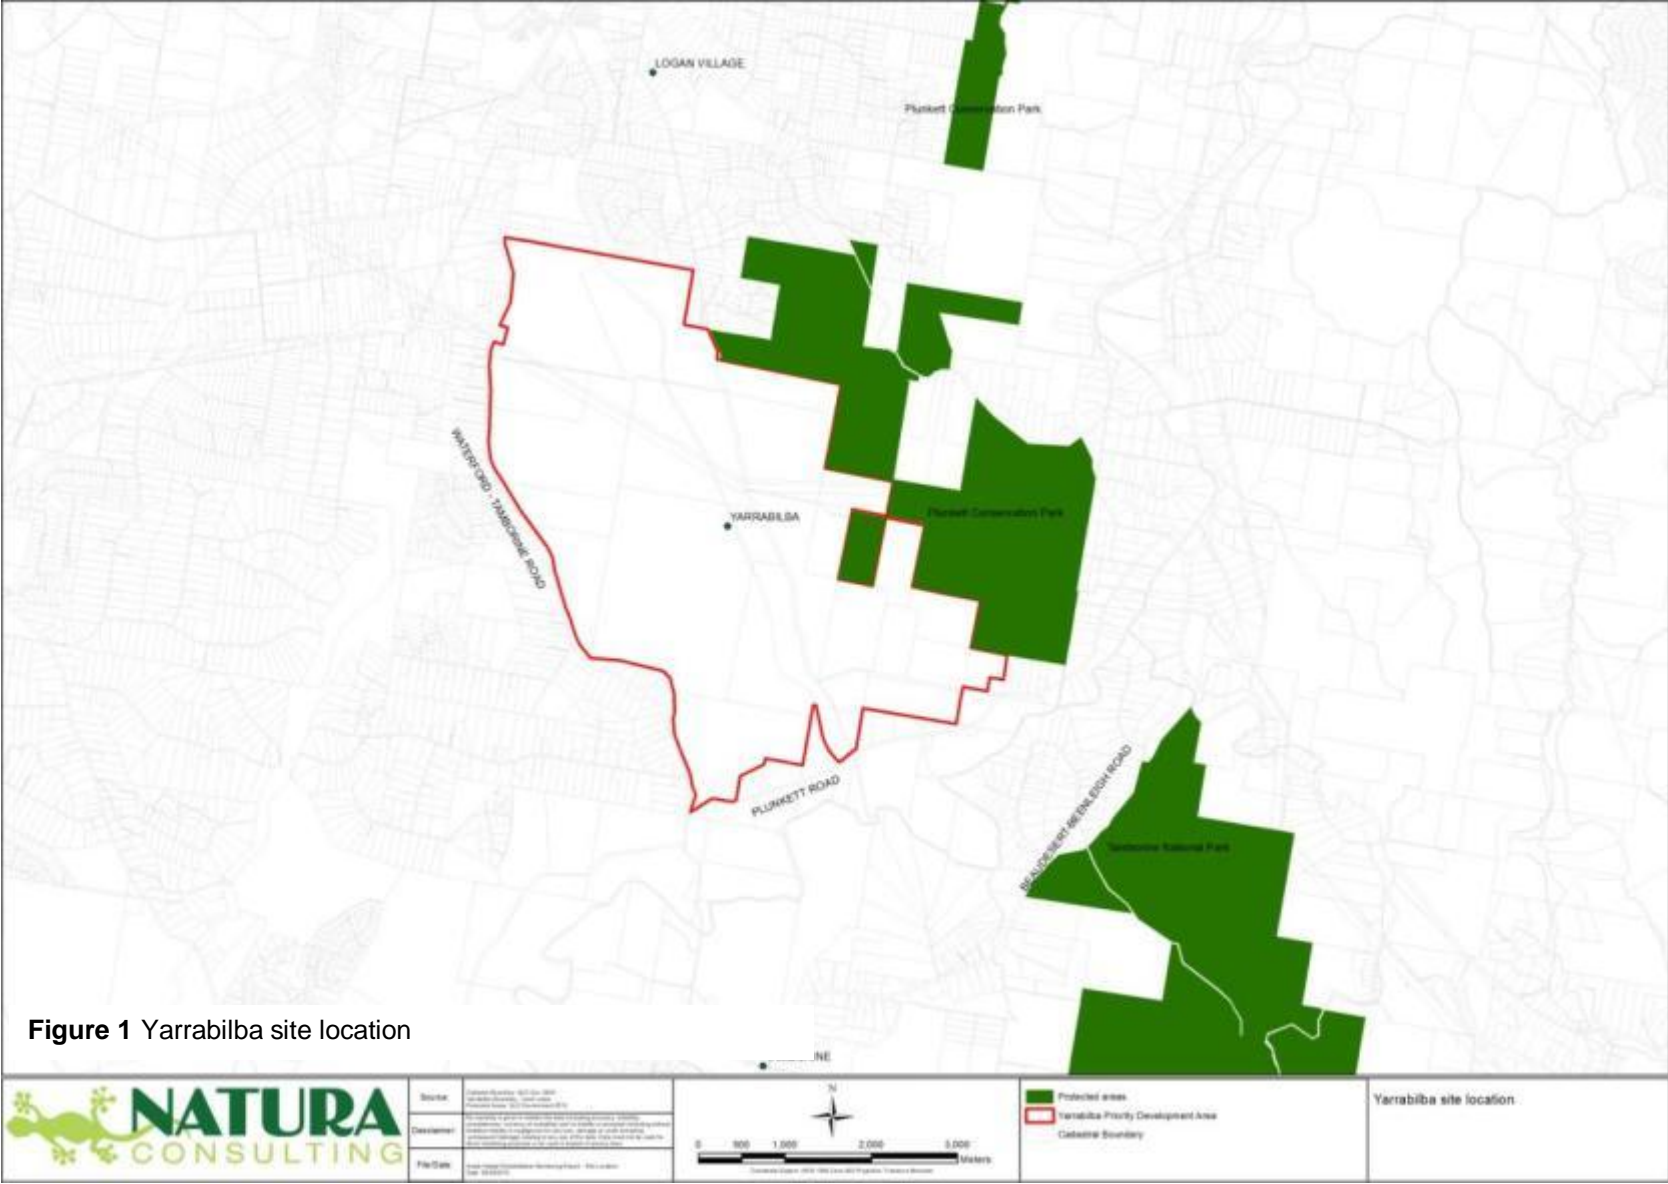 LOGAN VILLAGE
Plunkett Conservation Park
WATERFORD - TAMBORINE ROAD
YARRABILBA
Plunkett Conservation Park
PLUNKETT ROAD
BEAUDESERT-BEENLEIGH ROAD
Tamborine National Park
Figure 1 Yarrabilba site location
NE
NATURA
CONSULTING
Source:
Disclaimer:
File/Date:
N
0 500 1,000 2,000 3,000
Meters
Protected areas
Yarrabilba Priority Development Area
Cadastral Boundary
Yarrabilba site location